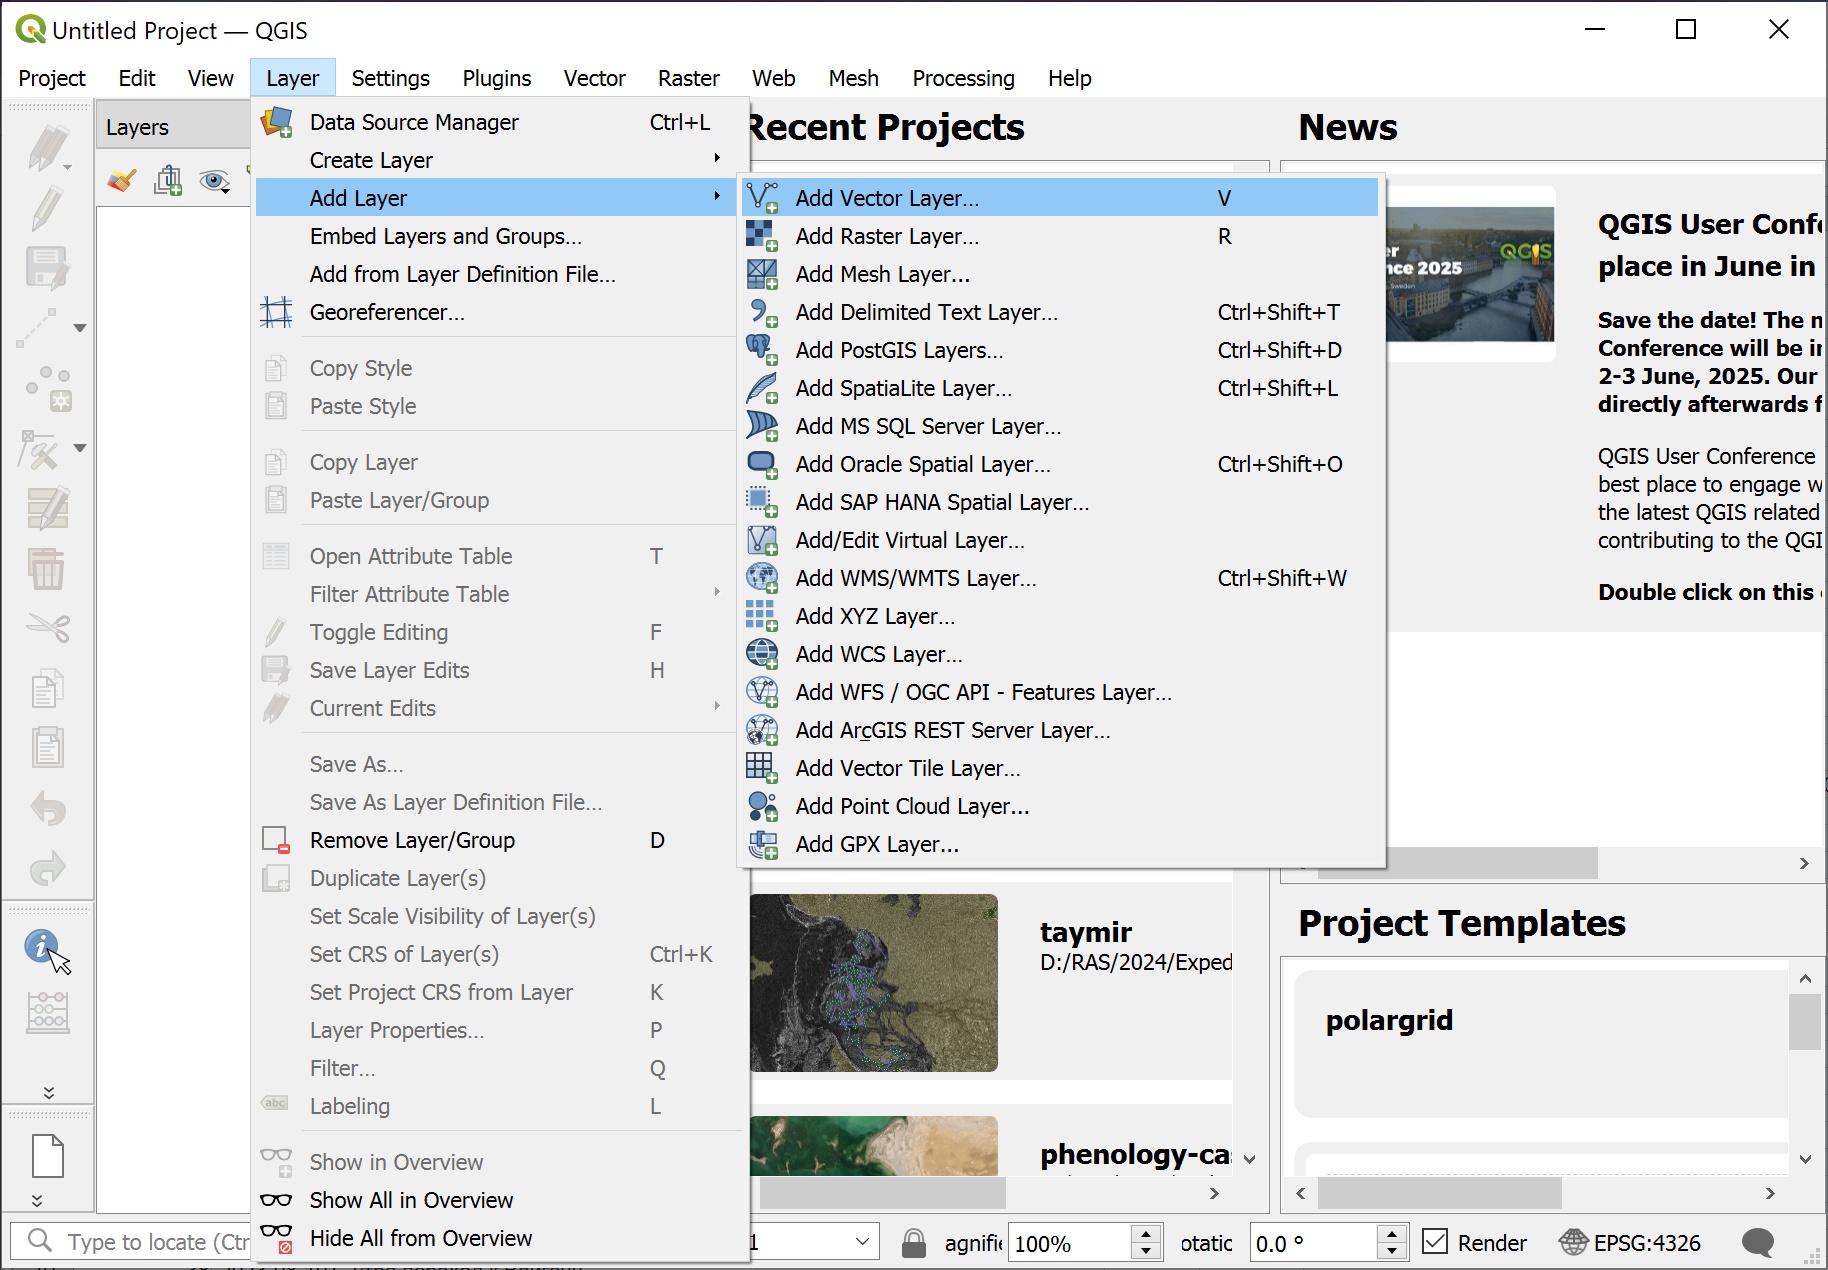 Untitled Project — QGIS
Project Edit View Layer Settings Plugins Vector Raster Web Mesh Processing Help
Layers
Data Source Manager Ctrl+L
Create Layer
Add Layer
Embed Layers and Groups...
Add from Layer Definition File...
Georeferencer...
Copy Style
Paste Style
Copy Layer
Paste Layer/Group
Open Attribute Table T
Filter Attribute Table
Toggle Editing F
Save Layer Edits H
Current Edits
Save As...
Save As Layer Definition File...
Remove Layer/Group D
Duplicate Layer(s)
Set Scale Visibility of Layer(s)
Set CRS of Layer(s) Ctrl+K
Set Project CRS from Layer K
Layer Properties... P
Filter... Q
abc Labeling L
Show in Overview
Show All in Overview
Hide All from Overview
Add Vector Layer... V
Add Raster Layer... R
Add Mesh Layer...
Add Delimited Text Layer... Ctrl+Shift+T
Add PostGIS Layers... Ctrl+Shift+D
Add SpatiaLite Layer... Ctrl+Shift+L
Add MS SQL Server Layer...
Add Oracle Spatial Layer... Ctrl+Shift+O
Add SAP HANA Spatial Layer...
Add/Edit Virtual Layer...
Add WMS/WMTS Layer... Ctrl+Shift+W
Add XYZ Layer...
Add WCS Layer...
Add WFS / OGC API - Features Layer...
Add ArcGIS REST Server Layer...
Add Vector Tile Layer...
Add Point Cloud Layer...
Add GPX Layer...
Recent Projects
taymir
D:/RAS/2024/Exped
phenology-ca
News
er
nce 2025
Sweden
QGIS
QGIS User Conf
place in June in
Save the date! The
Conference will be
2-3 June, 2025. Our
directly afterwards
QGIS User Conference
best place to engage
the latest QGIS related
contributing to the QGI
Double click on this
Project Templates
polargrid
Type to locate (Ctr
1
agnifi
100%
otatic
0.0 °
Render
EPSG:4326